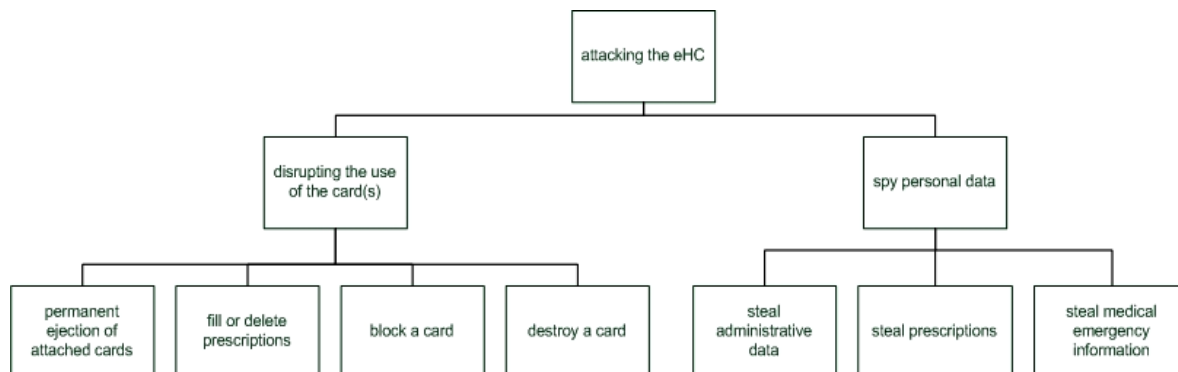 attacking the eHC
disrupting the use
of the card(s)
spy personal data
permanent
ejection of
attached cards
fill or delete
prescriptions
block a card
destroy a card
steal
administrative
data
steal prescriptions
steal medical
emergency
information